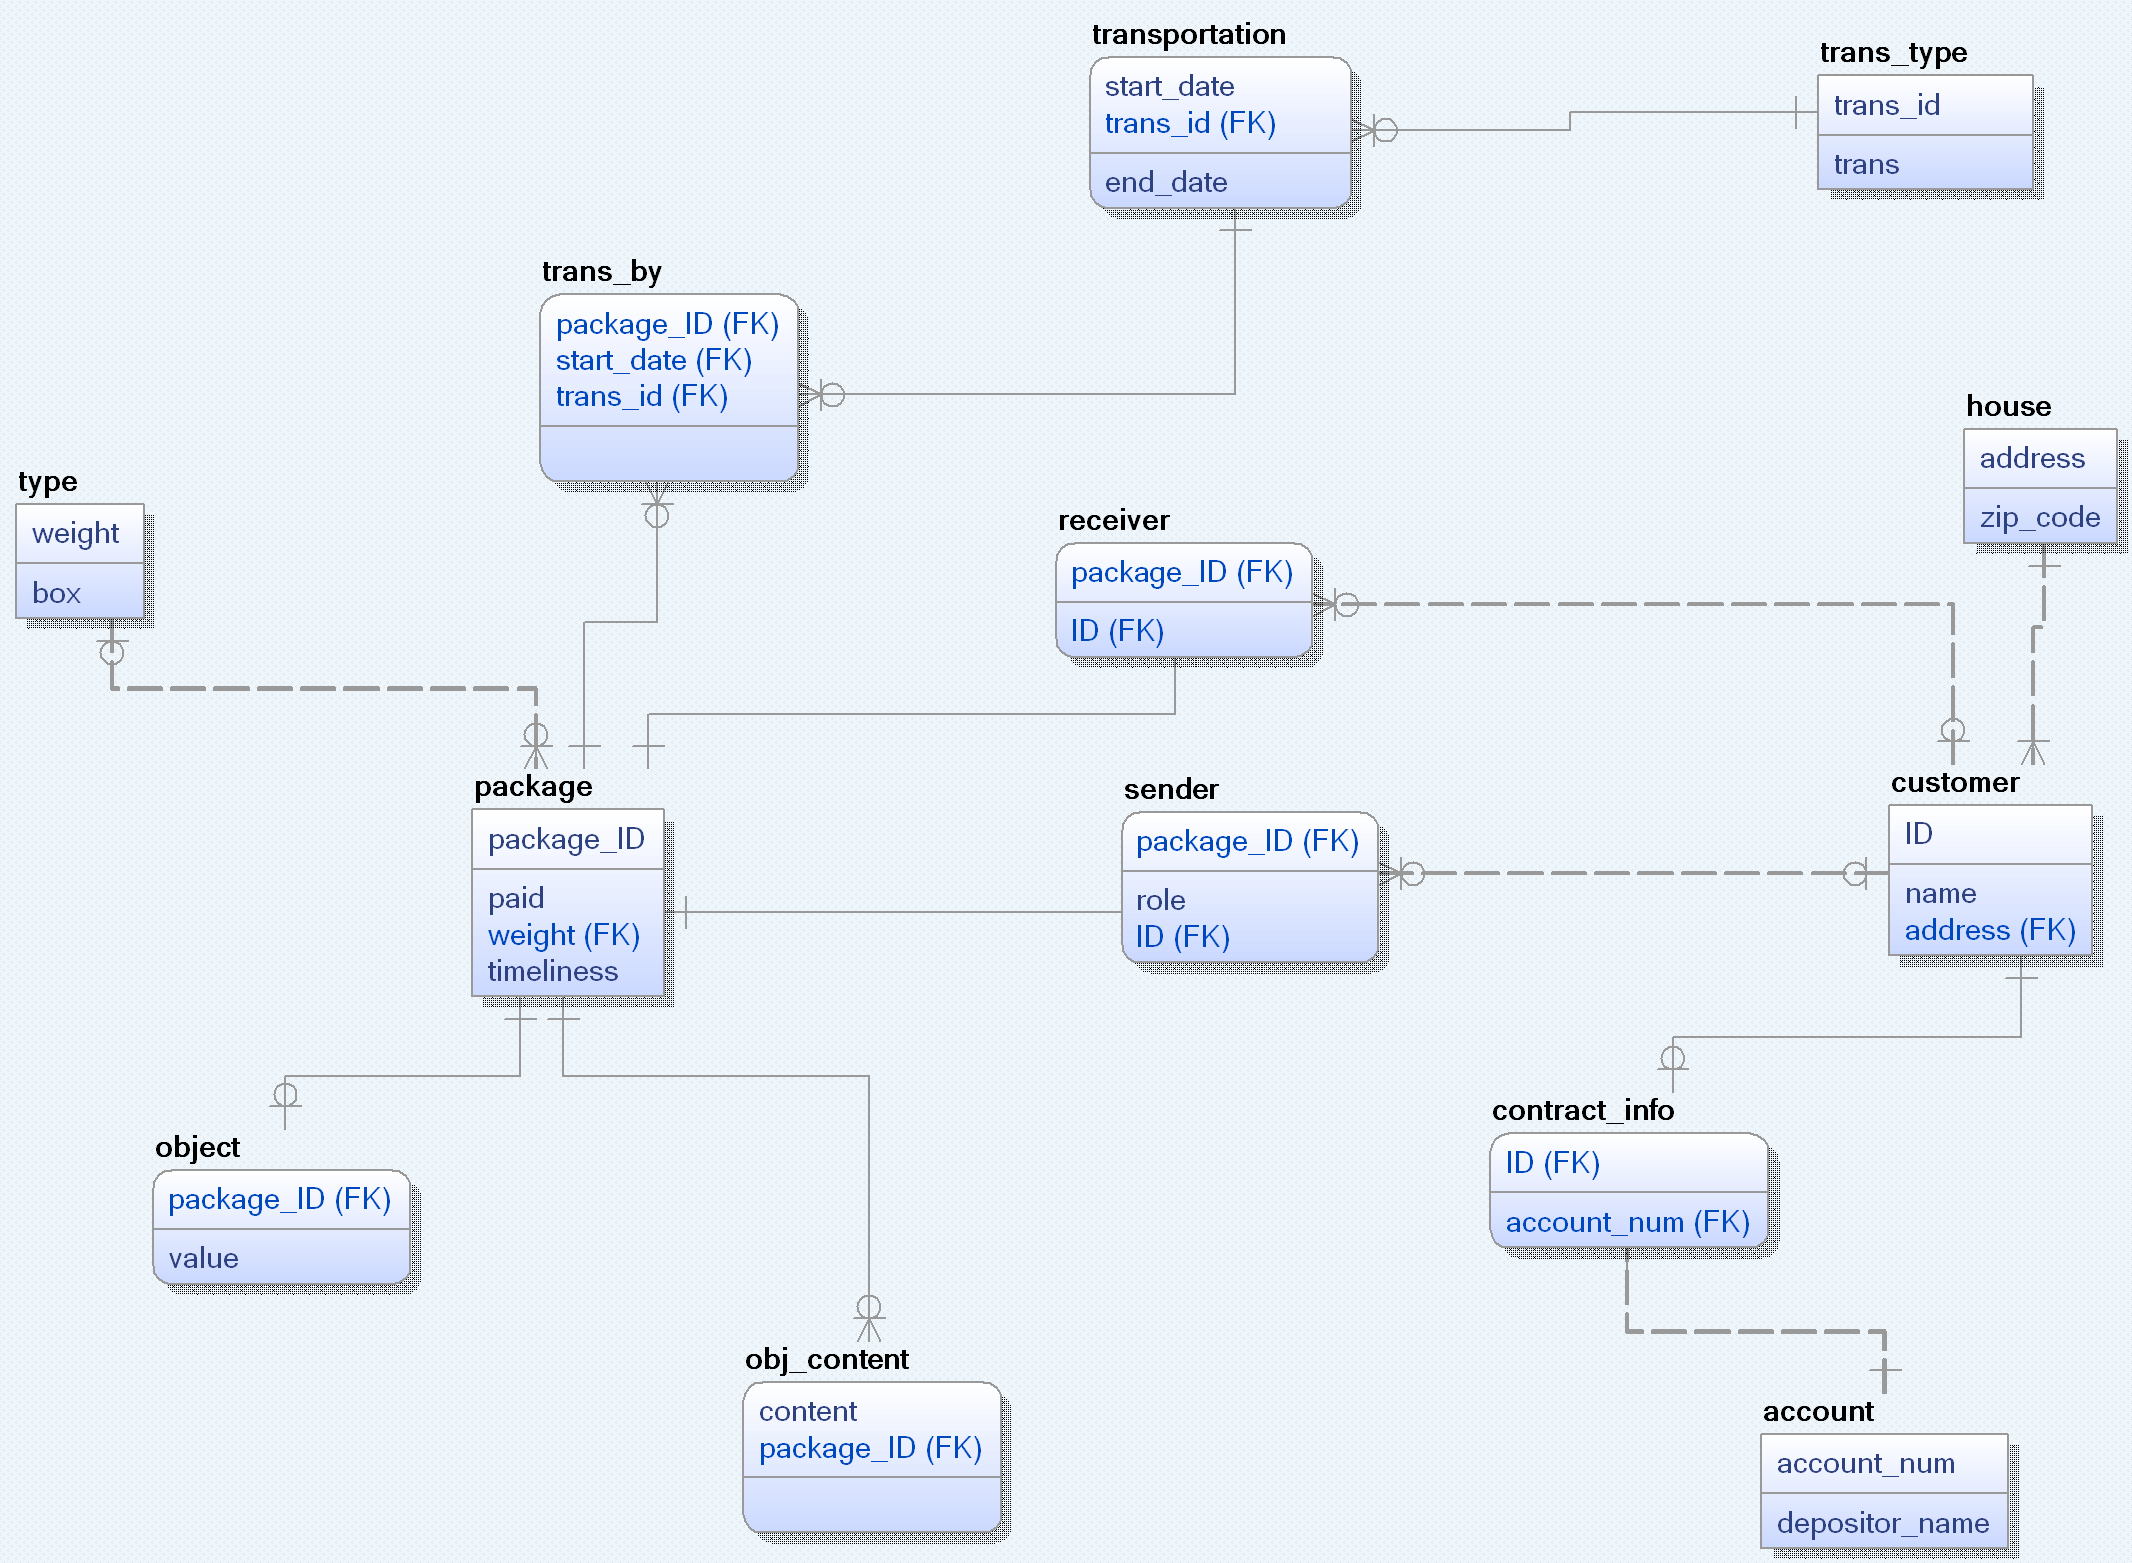 transportation
start_date
trans_id (FK)
end_date
trans_type
trans_id
trans
trans_by
package_ID (FK)
start_date (FK)
trans_id (FK)
house
address
zip_code
type
weight
box
receiver
package_ID (FK)
ID (FK)
package
package_ID
paid
weight (FK)
timeliness
sender
package_ID (FK)
role
ID (FK)
customer
ID
name
address (FK)
object
package_ID (FK)
value
contract_info
ID (FK)
account_num (FK)
obj_content
content
package_ID (FK)
account
account_num
depositor_name